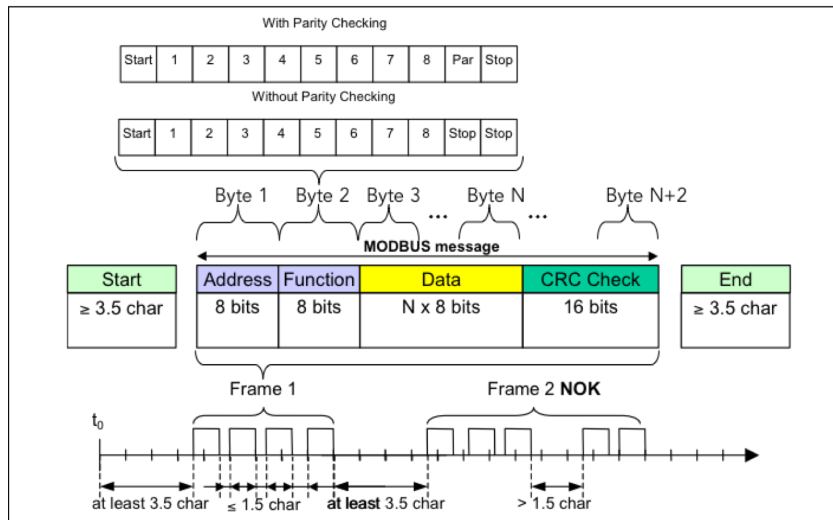 With Parity Checking
Start 1 2 3 4 5 6 7 8 Par Stop
Without Parity Checking
Start 1 2 3 4 5 6 7 8 Stop Stop
Byte 1 Byte 2 Byte 3 ... Byte N ... Byte N+2
MODBUS message
Start Address Function Data CRC Check End
≥ 3.5 char 8 bits 8 bits N x 8 bits 16 bits ≥ 3.5 char
Frame 1 Frame 2 NOK
t0
at least 3.5 char ≤ 1.5 char at least 3.5 char > 1.5 char